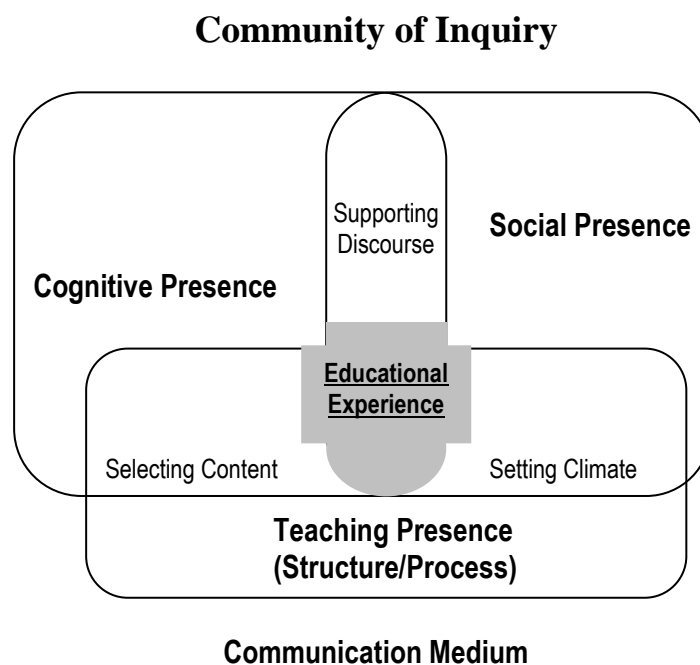 Community of Inquiry
Supporting
Discourse
Social Presence
Cognitive Presence
Educational
Experience
Selecting Content
Setting Climate
Teaching Presence
(Structure/Process)
Communication Medium